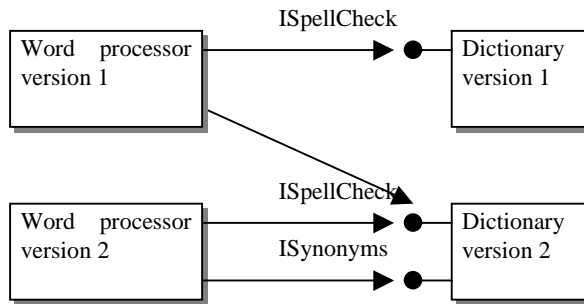 ISpellCheck
Word processor
version 1
Dictionary
version 1
ISpellCheck
Word processor
version 2
Dictionary
version 2
ISynonyms